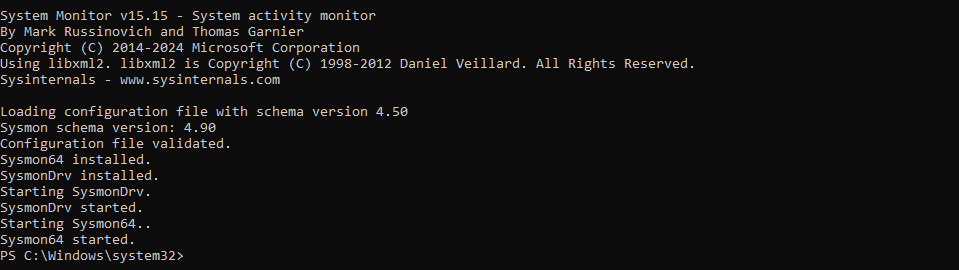 System Monitor v15.15 - System activity monitor
By Mark Russinovich and Thomas Garnier
Copyright (C) 2014-2024 Microsoft Corporation
Using libxml2. libxml2 is Copyright (C) 1998-2012 Daniel Veillard. All Rights Reserved.
Sysinternals - www.sysinternals.com
Loading configuration file with schema version 4.50
Sysmon schema version: 4.90
Configuration file validated.
Sysmon64 installed.
SysmonDrv installed.
Starting SysmonDrv.
SysmonDrv started.
Starting Sysmon64..
Sysmon64 started.
PS C:\Windows\system32>